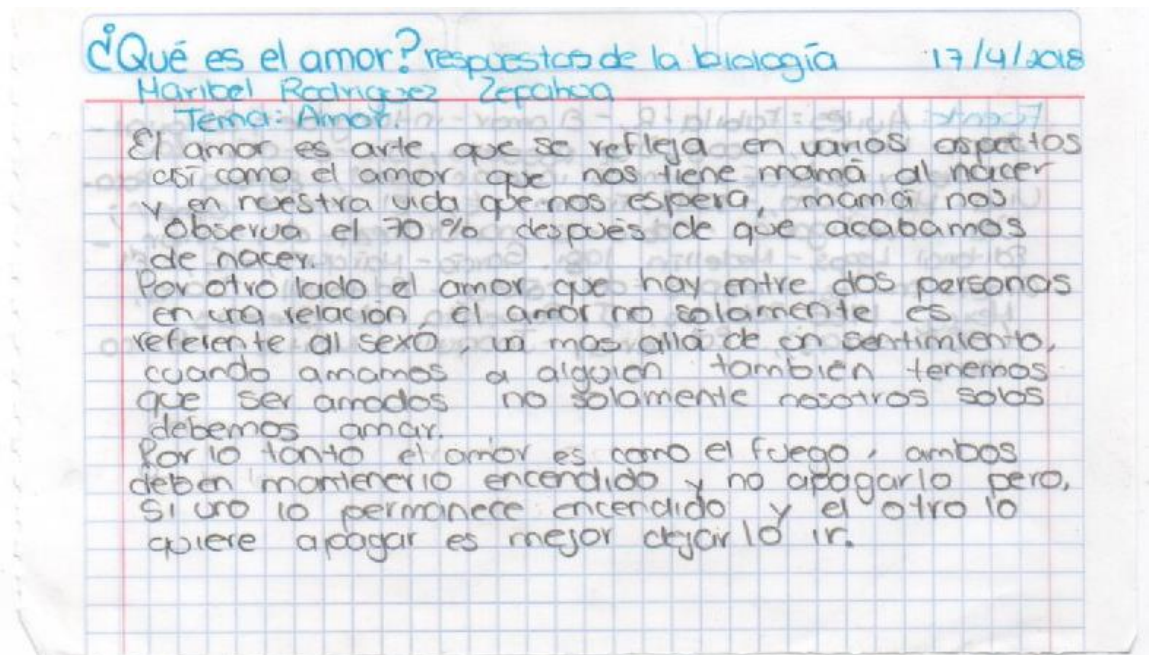 ¿Qué es el amor? respuestas de la biología 17/4/2018
Maribel Rodriguez Zepahua
Tema: Amor.
El amor es arte que se refleja en varios aspectos
así como el amor que nos tiene mamá al nacer
y en nuestra vida que nos espera, mamá nos
Observa el 70 % después de que acabamos
de nacer.
Por otro lado el amor que hay entre dos personas
en una relación, el amor no solamente es
referente al sexo, va mas allá de un sentimiento,
cuando amamos a alguien también tenemos
que ser amados no solamente nosotros solos
debemos amar.
Por lo tanto el amor es como el fuego, ambos
deben mantenerlo encendido y no apagarlo pero,
si uno lo permanece encendido y el otro lo
quiere apagar es mejor dejarlo ir.